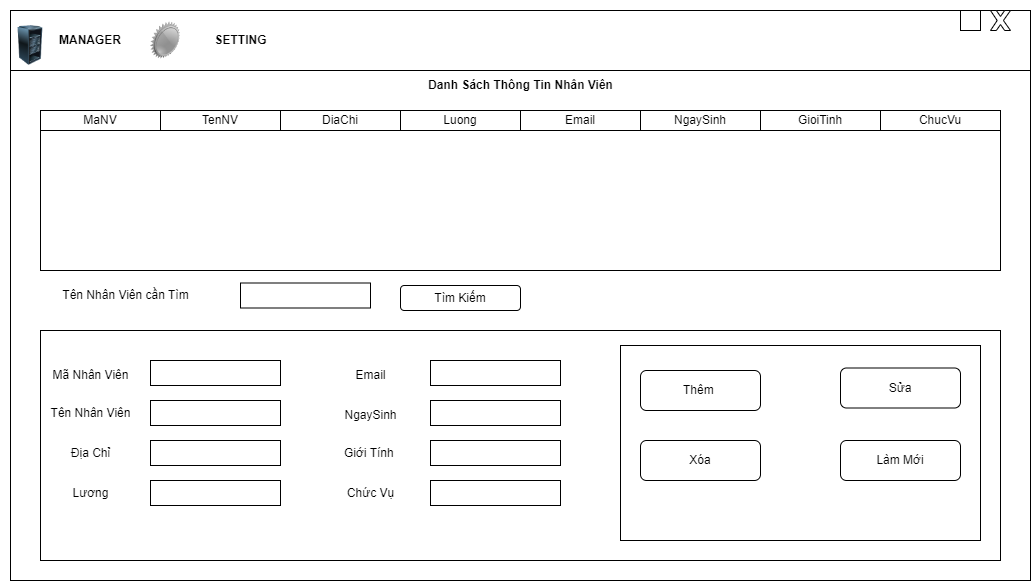 MANAGER SETTING X
Danh Sách Thông Tin Nhân Viên
MaNV TenNV DiaChi Luong Email NgaySinh GioiTinh ChucVu
Tên Nhân Viên cần Tìm Tìm Kiếm
Mã Nhân Viên Email Thêm Sửa
Tên Nhân Viên NgaySinh
Địa Chỉ Giới Tính Xóa Làm Mới
Lương Chức Vụ